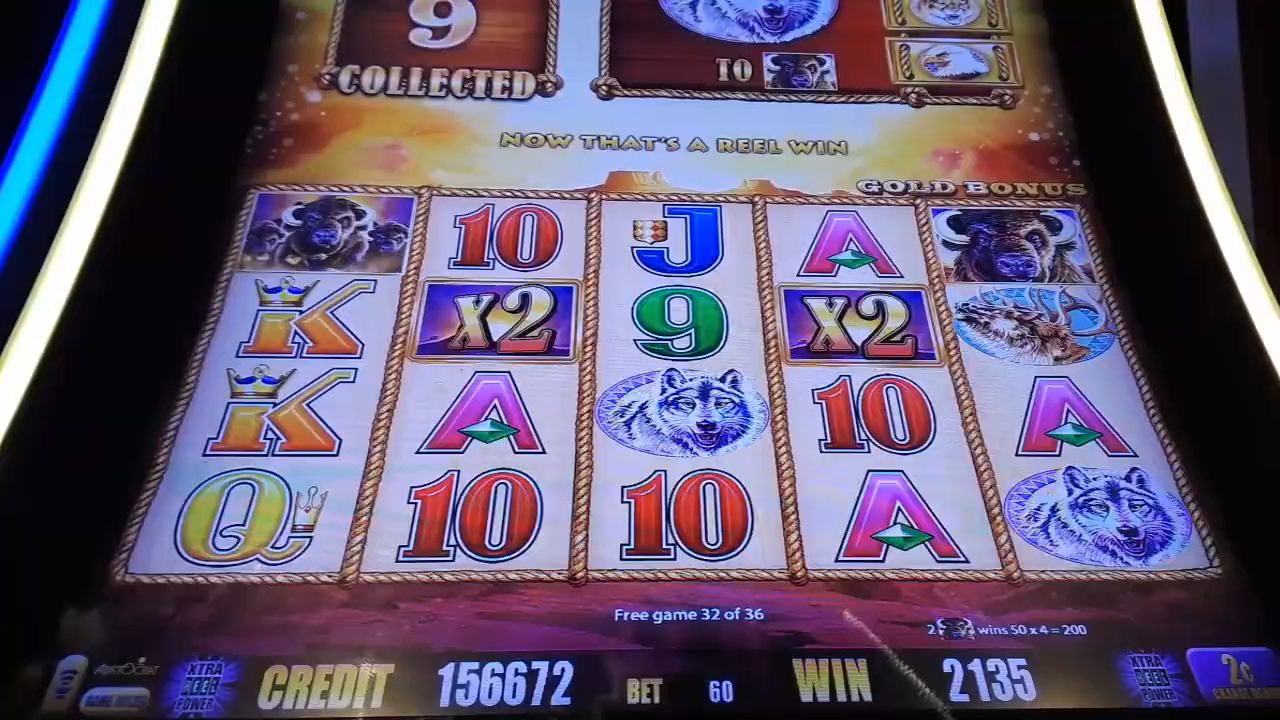 9
COLLECTED
TO
NOW THAT'S A REEL WIN
GOLD BONUS
10 J A
K X2 9 X2
K A 10 A
Q 10 10 A
Free game 32 of 36
2 wins 50 x 4 = 200
ARISTOCRAT
XTRA REEL POWER
CREDIT 156672 BET 60 WIN 2135
XTRA REEL POWER
2¢